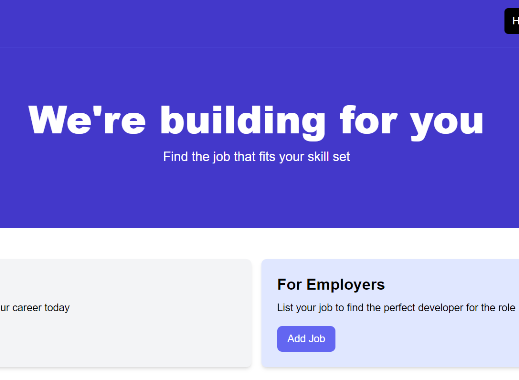 H
We're building for you
Find the job that fits your skill set
For Employers
ur career today
List your job to find the perfect developer for the role
Add Job